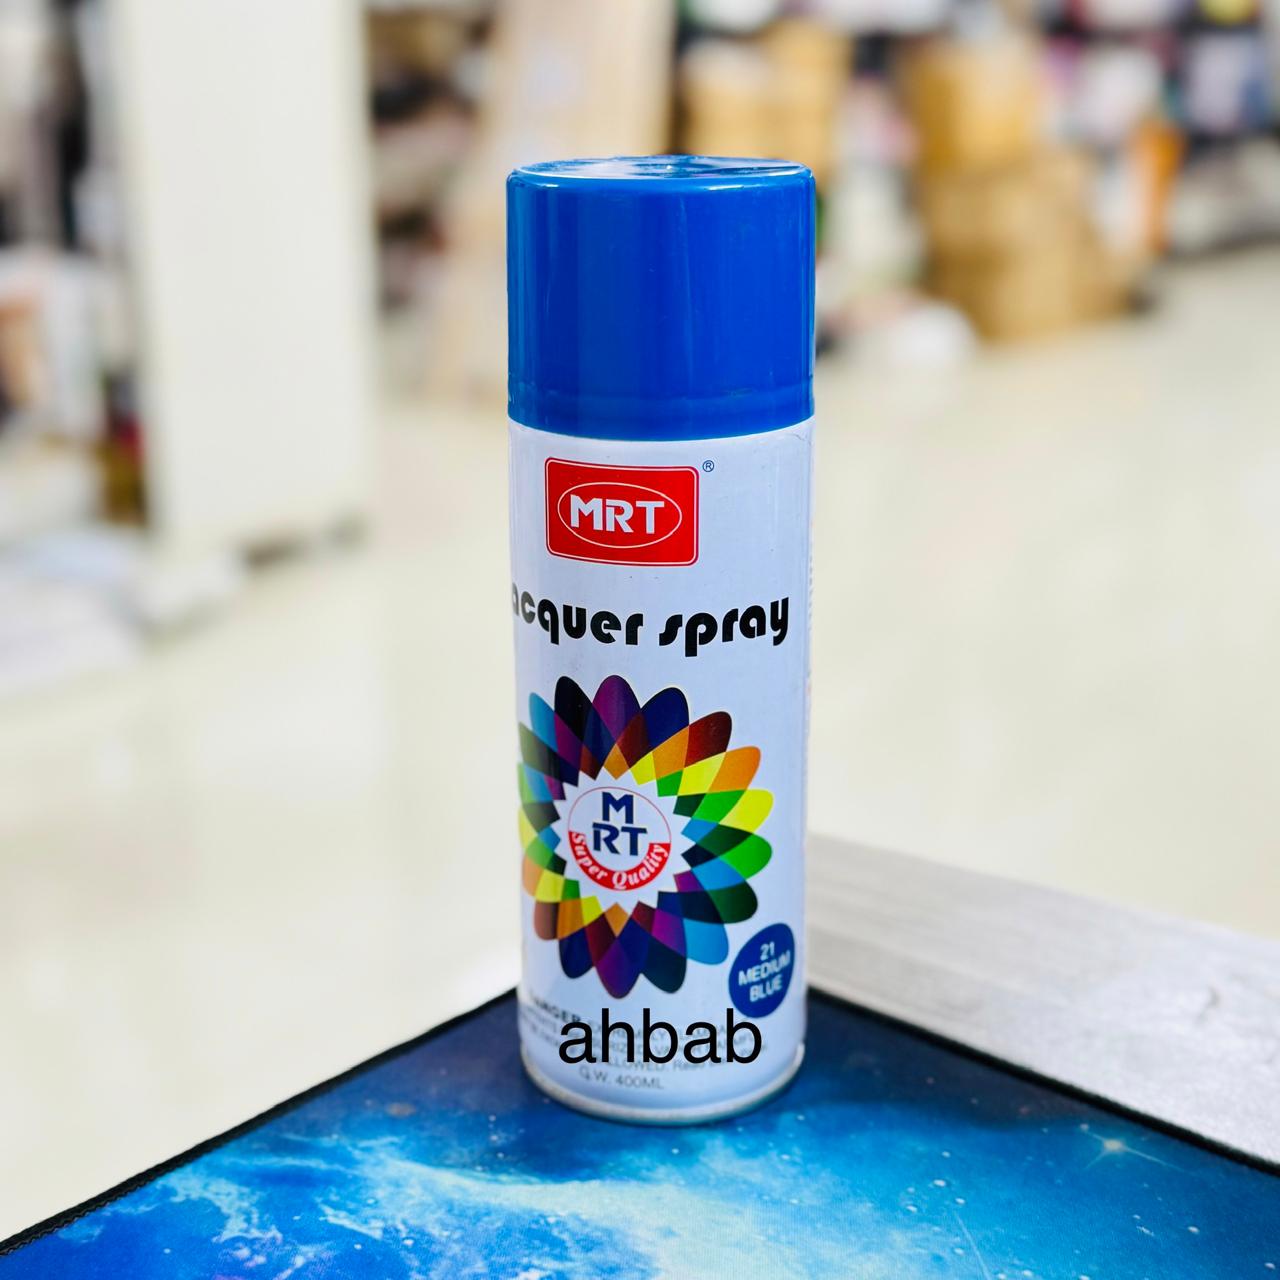 MRT ®
acquer spray
M
RT
Super Quality
21
MEDIUM
BLUE
ahbab
G.W. 400ML